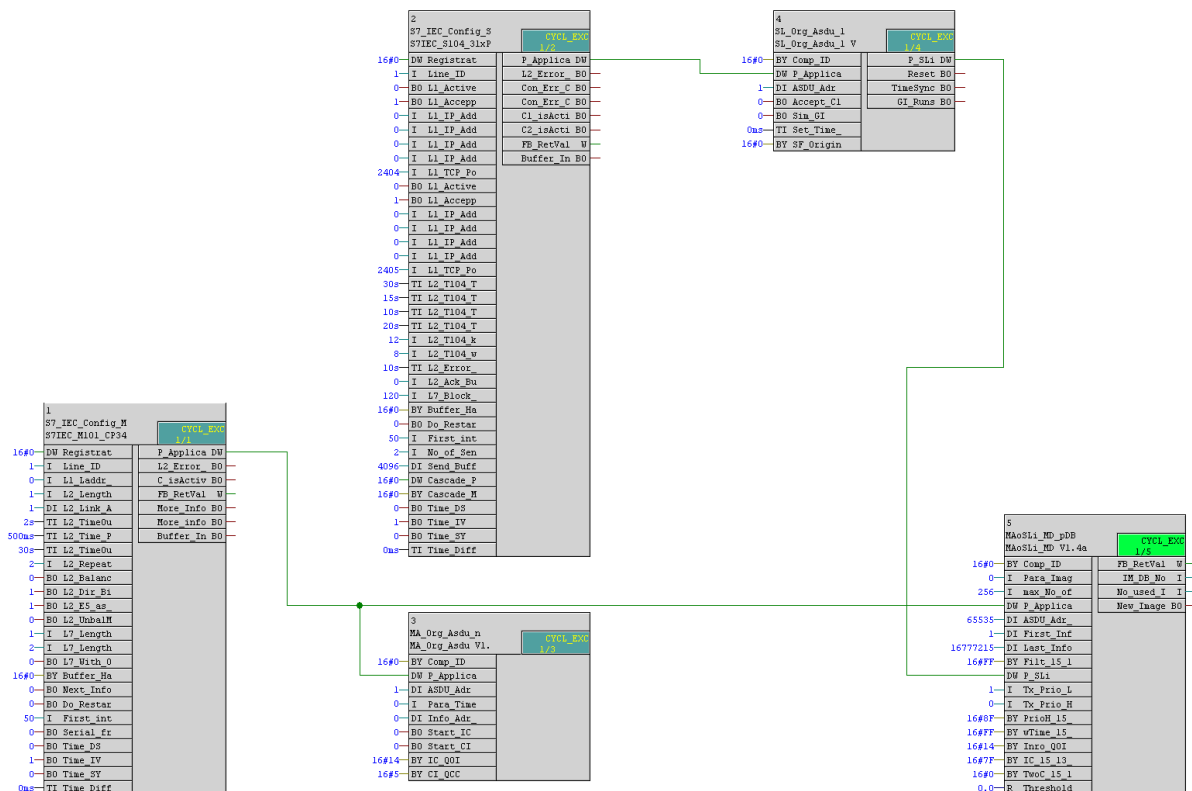 2
S7_IEC_Config_S
S7IEC_S104_31xP
CYCL_EXC
1/2
16#0 DW Registrat P_Applica DW
1 I Line_ID L2_Error_ BO
0 BO L1_Active Con_Err_C BO
1 BO L1_Accepp Con_Err_C BO
0 I L1_IP_Add C1_isActi BO
0 I L1_IP_Add C2_isActi BO
0 I L1_IP_Add FB_RetVal W
0 I L1_IP_Add Buffer_In BO
2404 I L1_TCP_Po
0 BO L1_Active
1 BO L1_Accepp
0 I L1_IP_Add
0 I L1_IP_Add
0 I L1_IP_Add
0 I L1_IP_Add
2405 I L1_TCP_Po
30s TI L2_T104_T
15s TI L2_T104_T
10s TI L2_T104_T
20s TI L2_T104_T
12 I L2_T104_k
8 I L2_T104_w
10s TI L2_Error_
0 I L2_Ack_Bu
120 I L7_Block_
16#0 BY Buffer_Ha
0 BO Do_Restar
50 I First_int
2 I No_of_Sen
4096 DI Send_Buff
16#0 DW Cascade_P
16#0 BY Cascade_M
0 BO Time_DS
1 BO Time_IV
0 BO Time_SY
0ms TI Time_Diff
4
SL_Org_Asdu_1
SL_Org_Asdu_1 V
CYCL_EXC
1/4
16#0 BY Comp_ID P_SLi DW
DW P_Applica Reset BO
1 DI ASDU_Adr TimeSync BO
0 BO Accept_Cl GI_Runs BO
0 BO Sim_GI
0ms TI Set_Time_
16#0 BY SF_Origin
1
S7_IEC_Config_M
S7IEC_M101_CP34
CYCL_EXC
1/1
16#0 DW Registrat P_Applica DW
1 I Line_ID L2_Error_ BO
0 I L1_Laddr_ C_isActiv BO
1 I L2_Length FB_RetVal W
1 DI L2_Link_A More_Info BO
2s TI L2_TimeOu More_info BO
500ms TI L2_Time_P Buffer_In BO
30s TI L2_TimeOu
2 I L2_Repeat
0 BO L2_Balanc
1 BO L2_Dir_Bi
1 BO L2_E5_as_
0 BO L2_UnbalM
1 I L7_Length
2 I L7_Length
0 BO L7_With_O
16#0 BY Buffer_Ha
0 BO Next_Info
0 BO Do_Restar
50 I First_int
0 BO Serial_fr
0 BO Time_DS
1 BO Time_IV
0 BO Time_SY
0ms TI Time_Diff
3
MA_Org_Asdu_n
MA_Org_Asdu V1.
CYCL_EXC
1/3
16#0 BY Comp_ID
DW P_Applica
1 DI ASDU_Adr
0 I Para_Time
0 DI Info_Adr_
0 BO Start_IC
0 BO Start_CI
16#14 BY IC_QOI
16#5 BY CI_QCC
5
MAoSLi_MD_pDB
MAoSLi_MD V1.4a
CYCL_EXC
1/5
16#0 BY Comp_ID FB_RetVal W
0 I Para_Imag IM_DB_No I
256 I max_No_of No_used_I I
DW P_Applica New_Image BO
65535 DI ASDU_Adr_
1 DI First_Inf
16777215 DI Last_Info
16#FF BY Filt_15_1
DW P_SLi
1 I Tx_Prio_L
0 I Tx_Prio_H
16#8F BY PrioH_15_
16#FF BY wTime_15_
16#14 BY Inro_QOI
16#7F BY IC_15_13_
16#0 BY TwoC_15_1
0.0 R Threshold